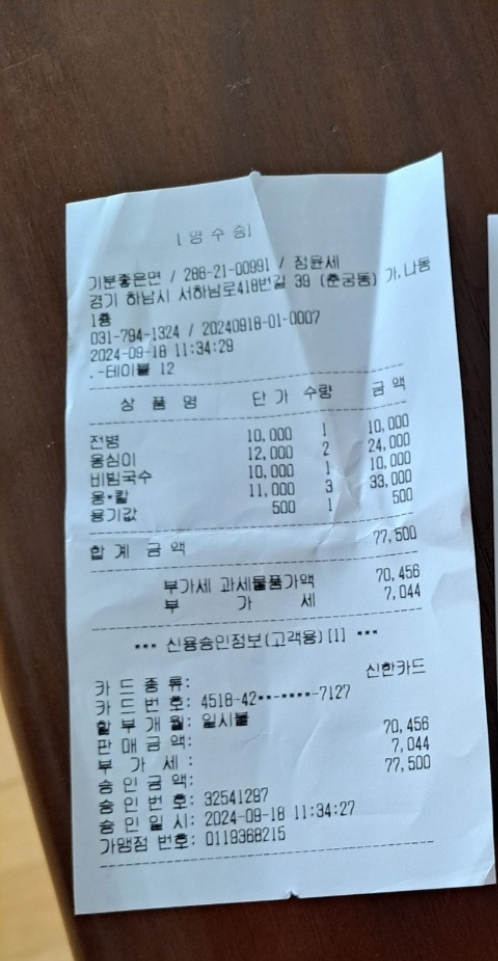 [영 수 증]
기분좋은면 / 286-21-00991 / 정윤세
경기 하남시 서하남로418번길 39 (춘궁동) 가,나동
1층
031-794-1324 / 20240918-01-0007
2024-09-18 11:34:29
.-테이블 12
상 품 명 단 가 수량 금 액
전병 10,000 1 10,000
옹심이 12,000 2 24,000
비빔국수 10,000 1 10,000
옹*칼 11,000 3 33,000
용기값 500 1 500
합 계 금 액 77,500
부가세 과세물품가액 70,456
부 가 세 7,044
*** 신용승인정보(고객용)[1] ***
카 드 종 류: 신한카드
카 드 번 호: 4518-42**-****-7127
할 부 개 월: 일시불
판 매 금 액: 70,456
부 가 세 : 7,044
승 인 금 액: 77,500
승 인 번 호: 32541287
승 인 일 시: 2024-09-18 11:34:27
가맹점 번호: 0118368215